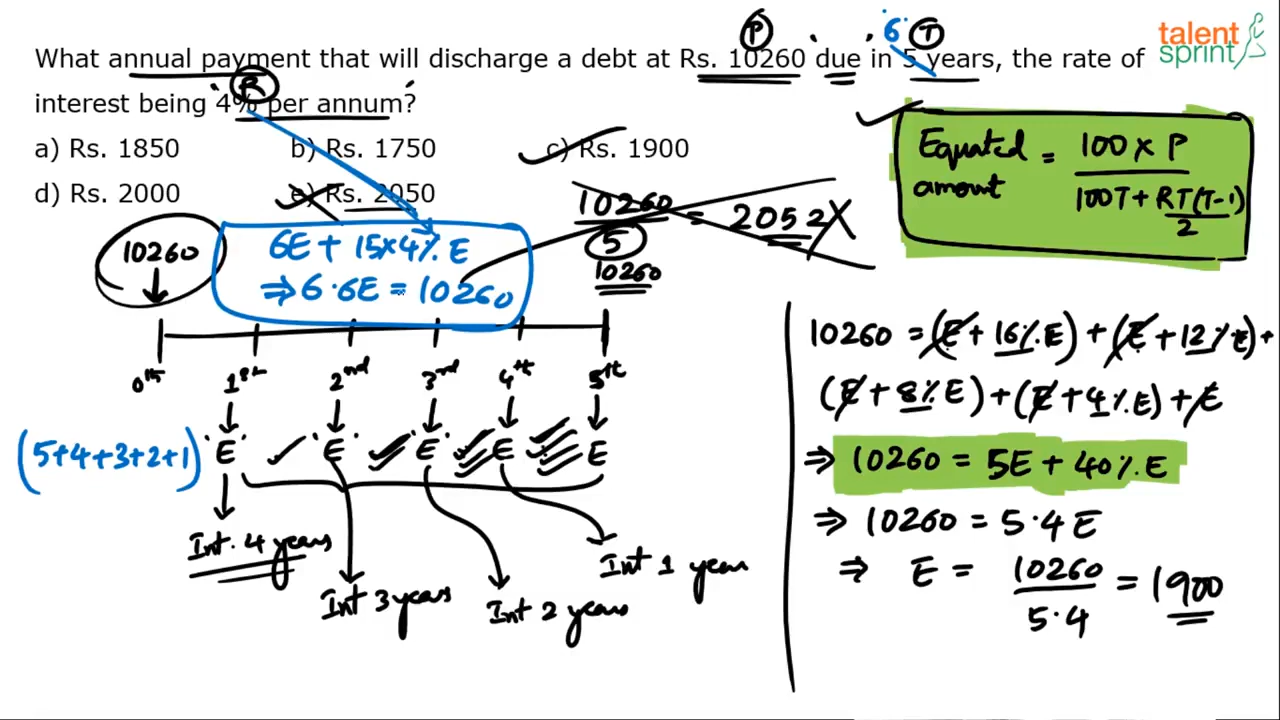 talent
sprint
P
6
T
What annual payment that will discharge a debt at Rs. 10260 due in 5 years, the rate of
R
interest being 4% per annum?
a) Rs. 1850
b) Rs. 1750
c) Rs. 1900
d) Rs. 2000
e) Rs. 2050
Equated amount = 100 × P / 100T + RT(T-1)/2
10260 / 5 = 2052 X
10260
10260
6E + 15×4% E
⇒ 6.6E = 10260
0th 1st 2nd 3rd 4th 5th
(5+4+3+2+1) E E E E E
Int. 4 years
Int 3 years
Int 2 years
Int 1 year
10260 = (E + 16%.E) + (E + 12%.E) +
(E + 8%.E) + (E + 4%.E) + E
⇒ 10260 = 5E + 40%.E
⇒ 10260 = 5.4 E
⇒ E = 10260 / 5.4 = 1900